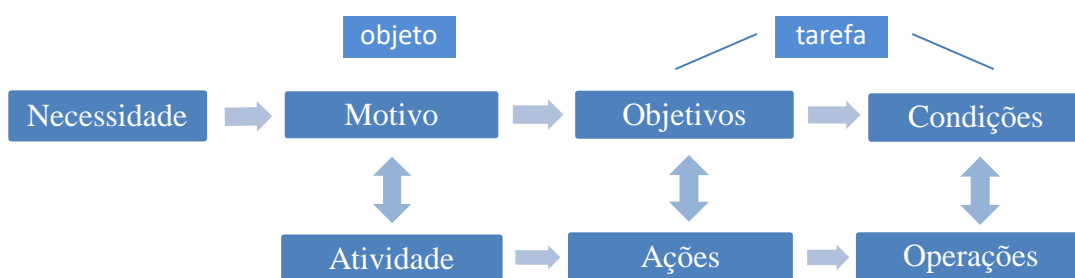 objeto
tarefa
Necessidade
Motivo
Objetivos
Condições
Atividade
Ações
Operações